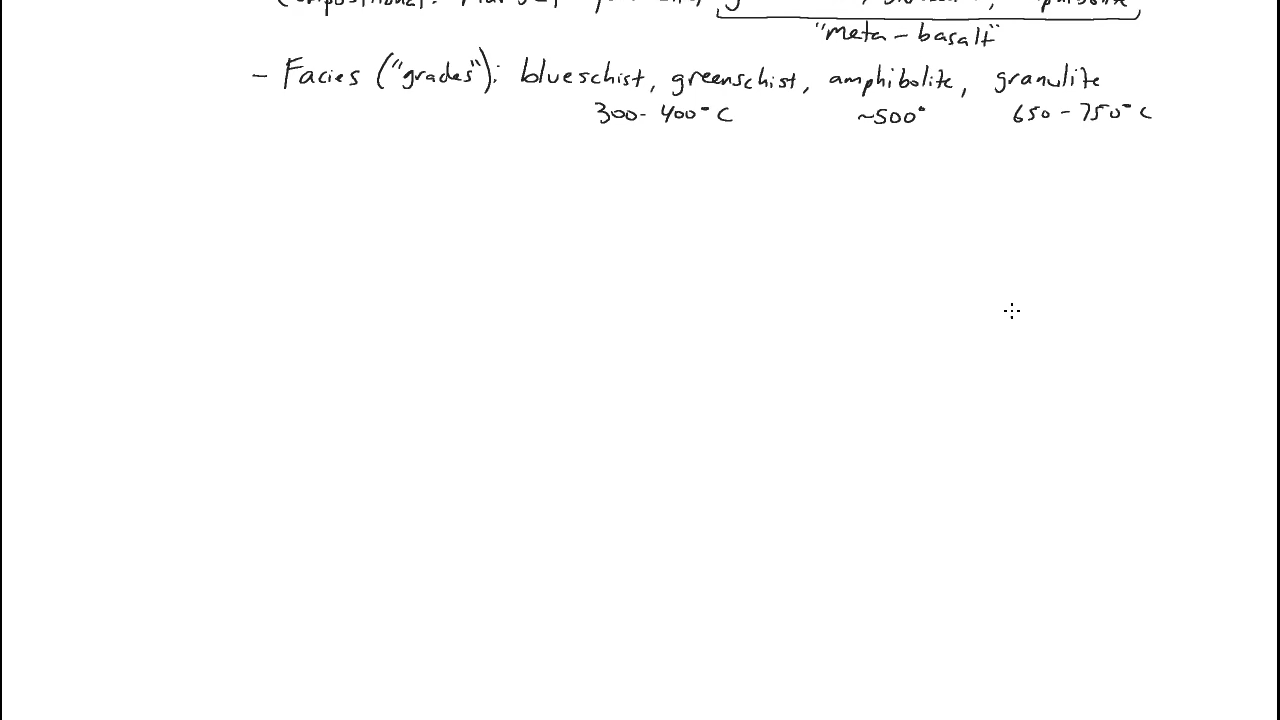 "meta - basalt"
- Facies ("grades"): blueschist, greenschist, amphibolite, granulite
300 - 400° C ~500° 650 - 750° C